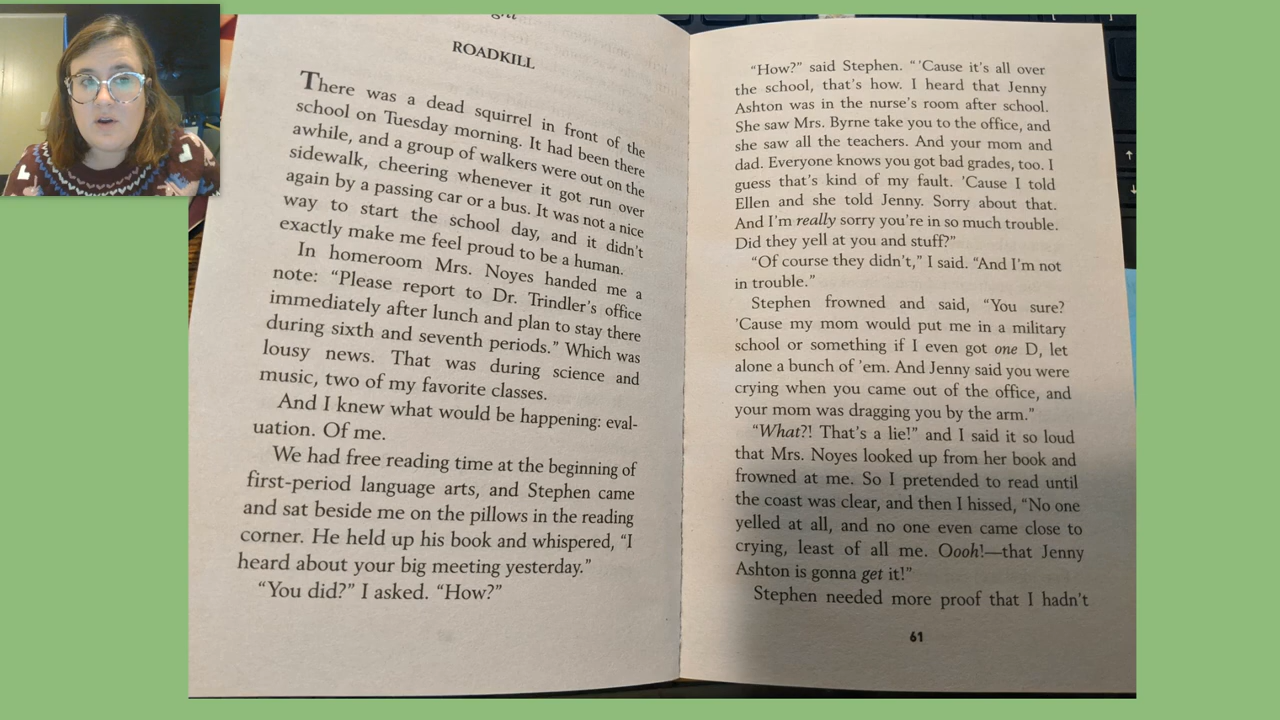 ROADKILL
There was a dead squirrel in front of the
school on Tuesday morning. It had been there
awhile, and a group of walkers were out on the
sidewalk, cheering whenever it got run over
again by a passing car or a bus. It was not a nice
way to start the school day, and it didn't
exactly make me feel proud to be a human.
In homeroom Mrs. Noyes handed me a
note: “Please report to Dr. Trindler's office
immediately after lunch and plan to stay there
during sixth and seventh periods.” Which was
lousy news. That was during science and
music, two of my favorite classes.
And I knew what would be happening: eval-
uation. Of me.
We had free reading time at the beginning of
first-period language arts, and Stephen came
and sat beside me on the pillows in the reading
corner. He held up his book and whispered, “I
heard about your big meeting yesterday.”
“You did?” I asked. “How?”
“How?” said Stephen. “'Cause it's all over
the school, that's how. I heard that Jenny
Ashton was in the nurse's room after school.
She saw Mrs. Byrne take you to the office, and
she saw all the teachers. And your mom and
dad. Everyone knows you got bad grades, too. I
guess that's kind of my fault. 'Cause I told
Ellen and she told Jenny. Sorry about that.
And I'm really sorry you're in so much trouble.
Did they yell at you and stuff?”
“Of course they didn't,” I said. “And I'm not
in trouble.”
Stephen frowned and said, “You sure?
'Cause my mom would put me in a military
school or something if I even got one D, let
alone a bunch of 'em. And Jenny said you were
crying when you came out of the office, and
your mom was dragging you by the arm.”
“What?! That's a lie!” and I said it so loud
that Mrs. Noyes looked up from her book and
frowned at me. So I pretended to read until
the coast was clear, and then I hissed, “No one
yelled at all, and no one even came close to
crying, least of all me. Oooh!—that Jenny
Ashton is gonna get it!”
Stephen needed more proof that I hadn't
61